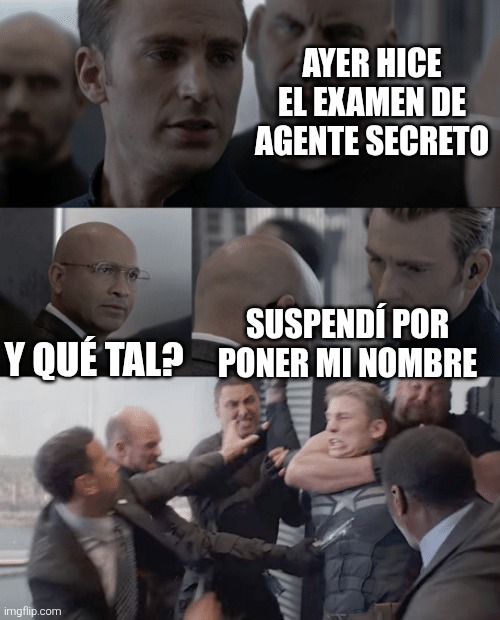 AYER HICE
EL EXAMEN DE
AGENTE SECRETO
Y QUÉ TAL?
SUSPENDÍ POR
PONER MI NOMBRE
imgflip.com